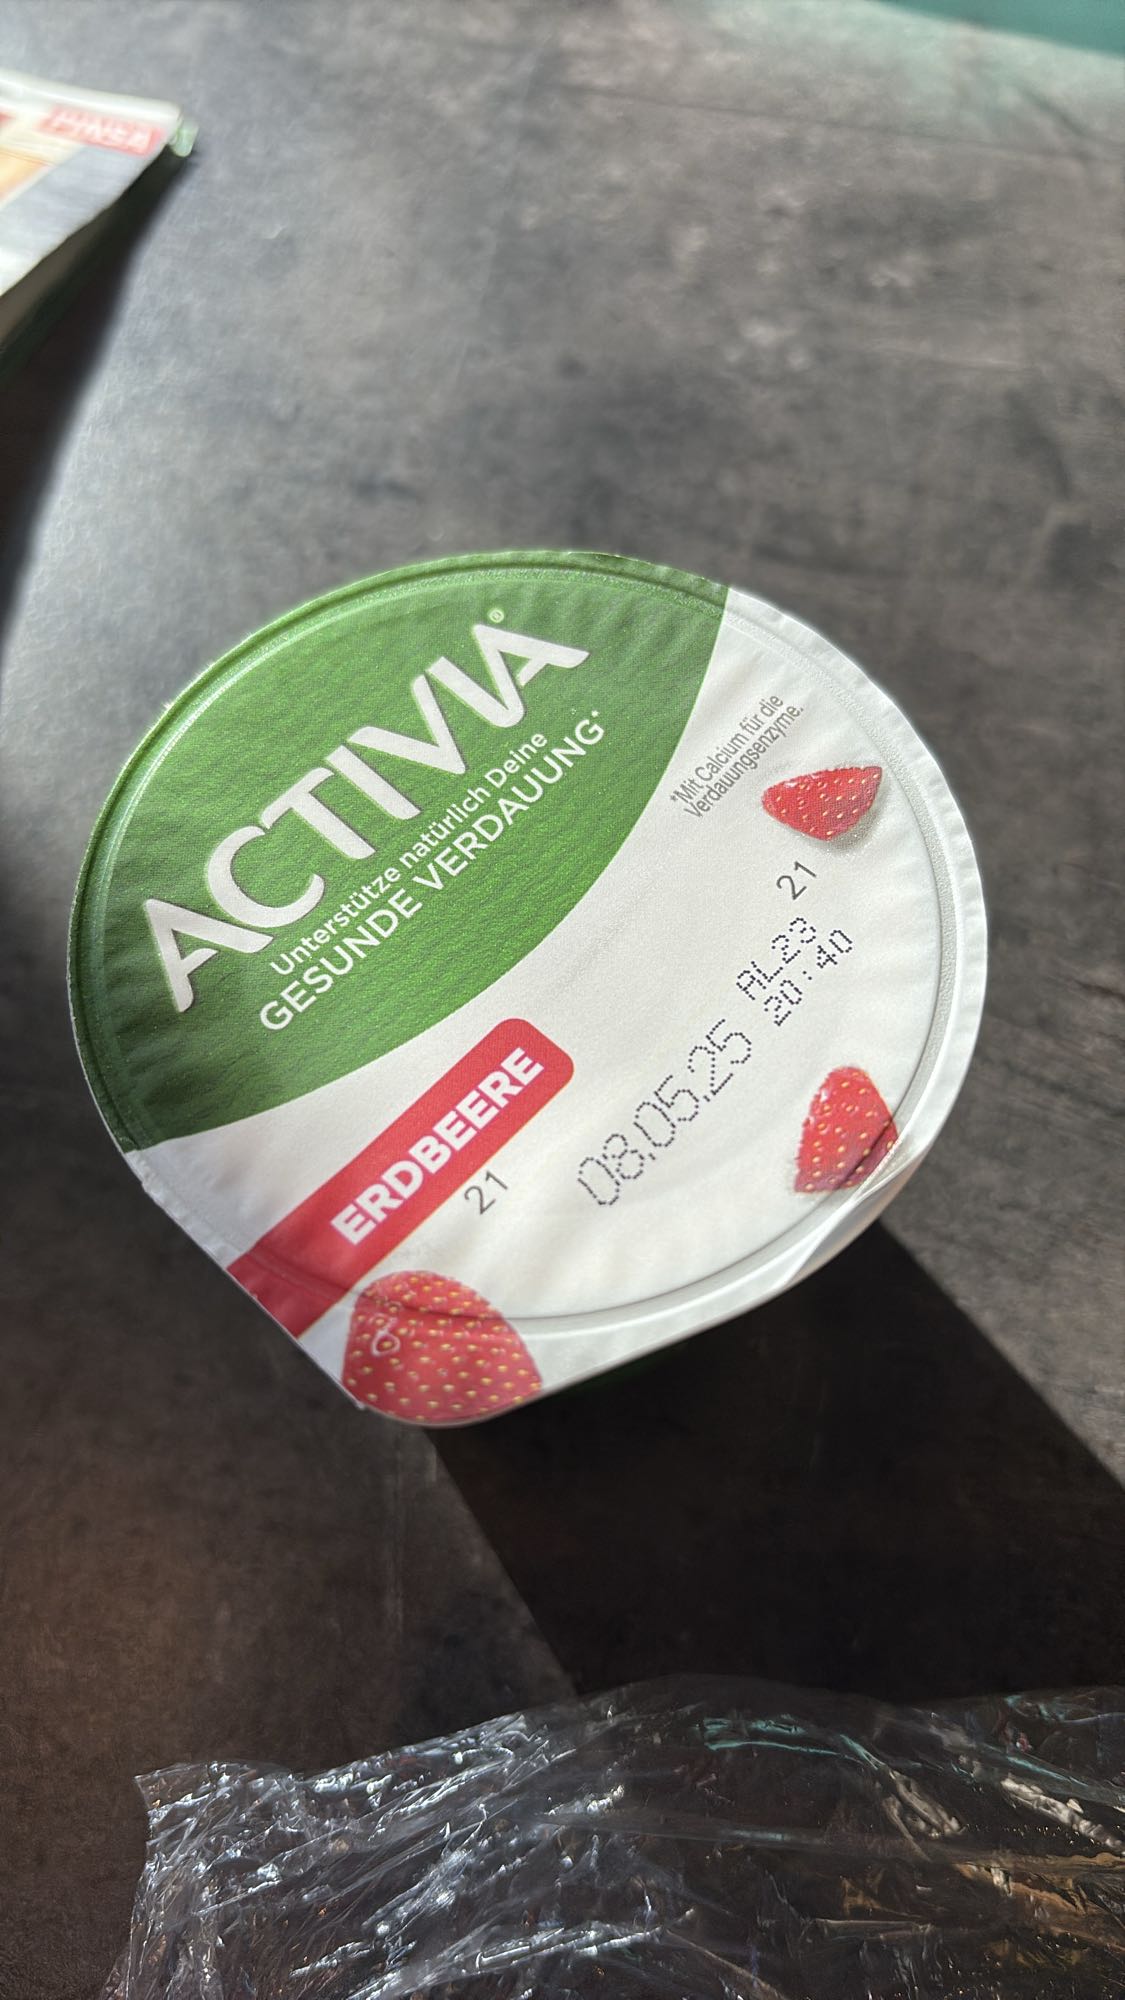 ACTIVIA®
Unterstütze natürlich Deine
GESUNDE VERDAUUNG*
*Mit Calcium für die
Verdauungsenzyme.
21
AL23
20:40
08.05.25
ERDBEERE
21